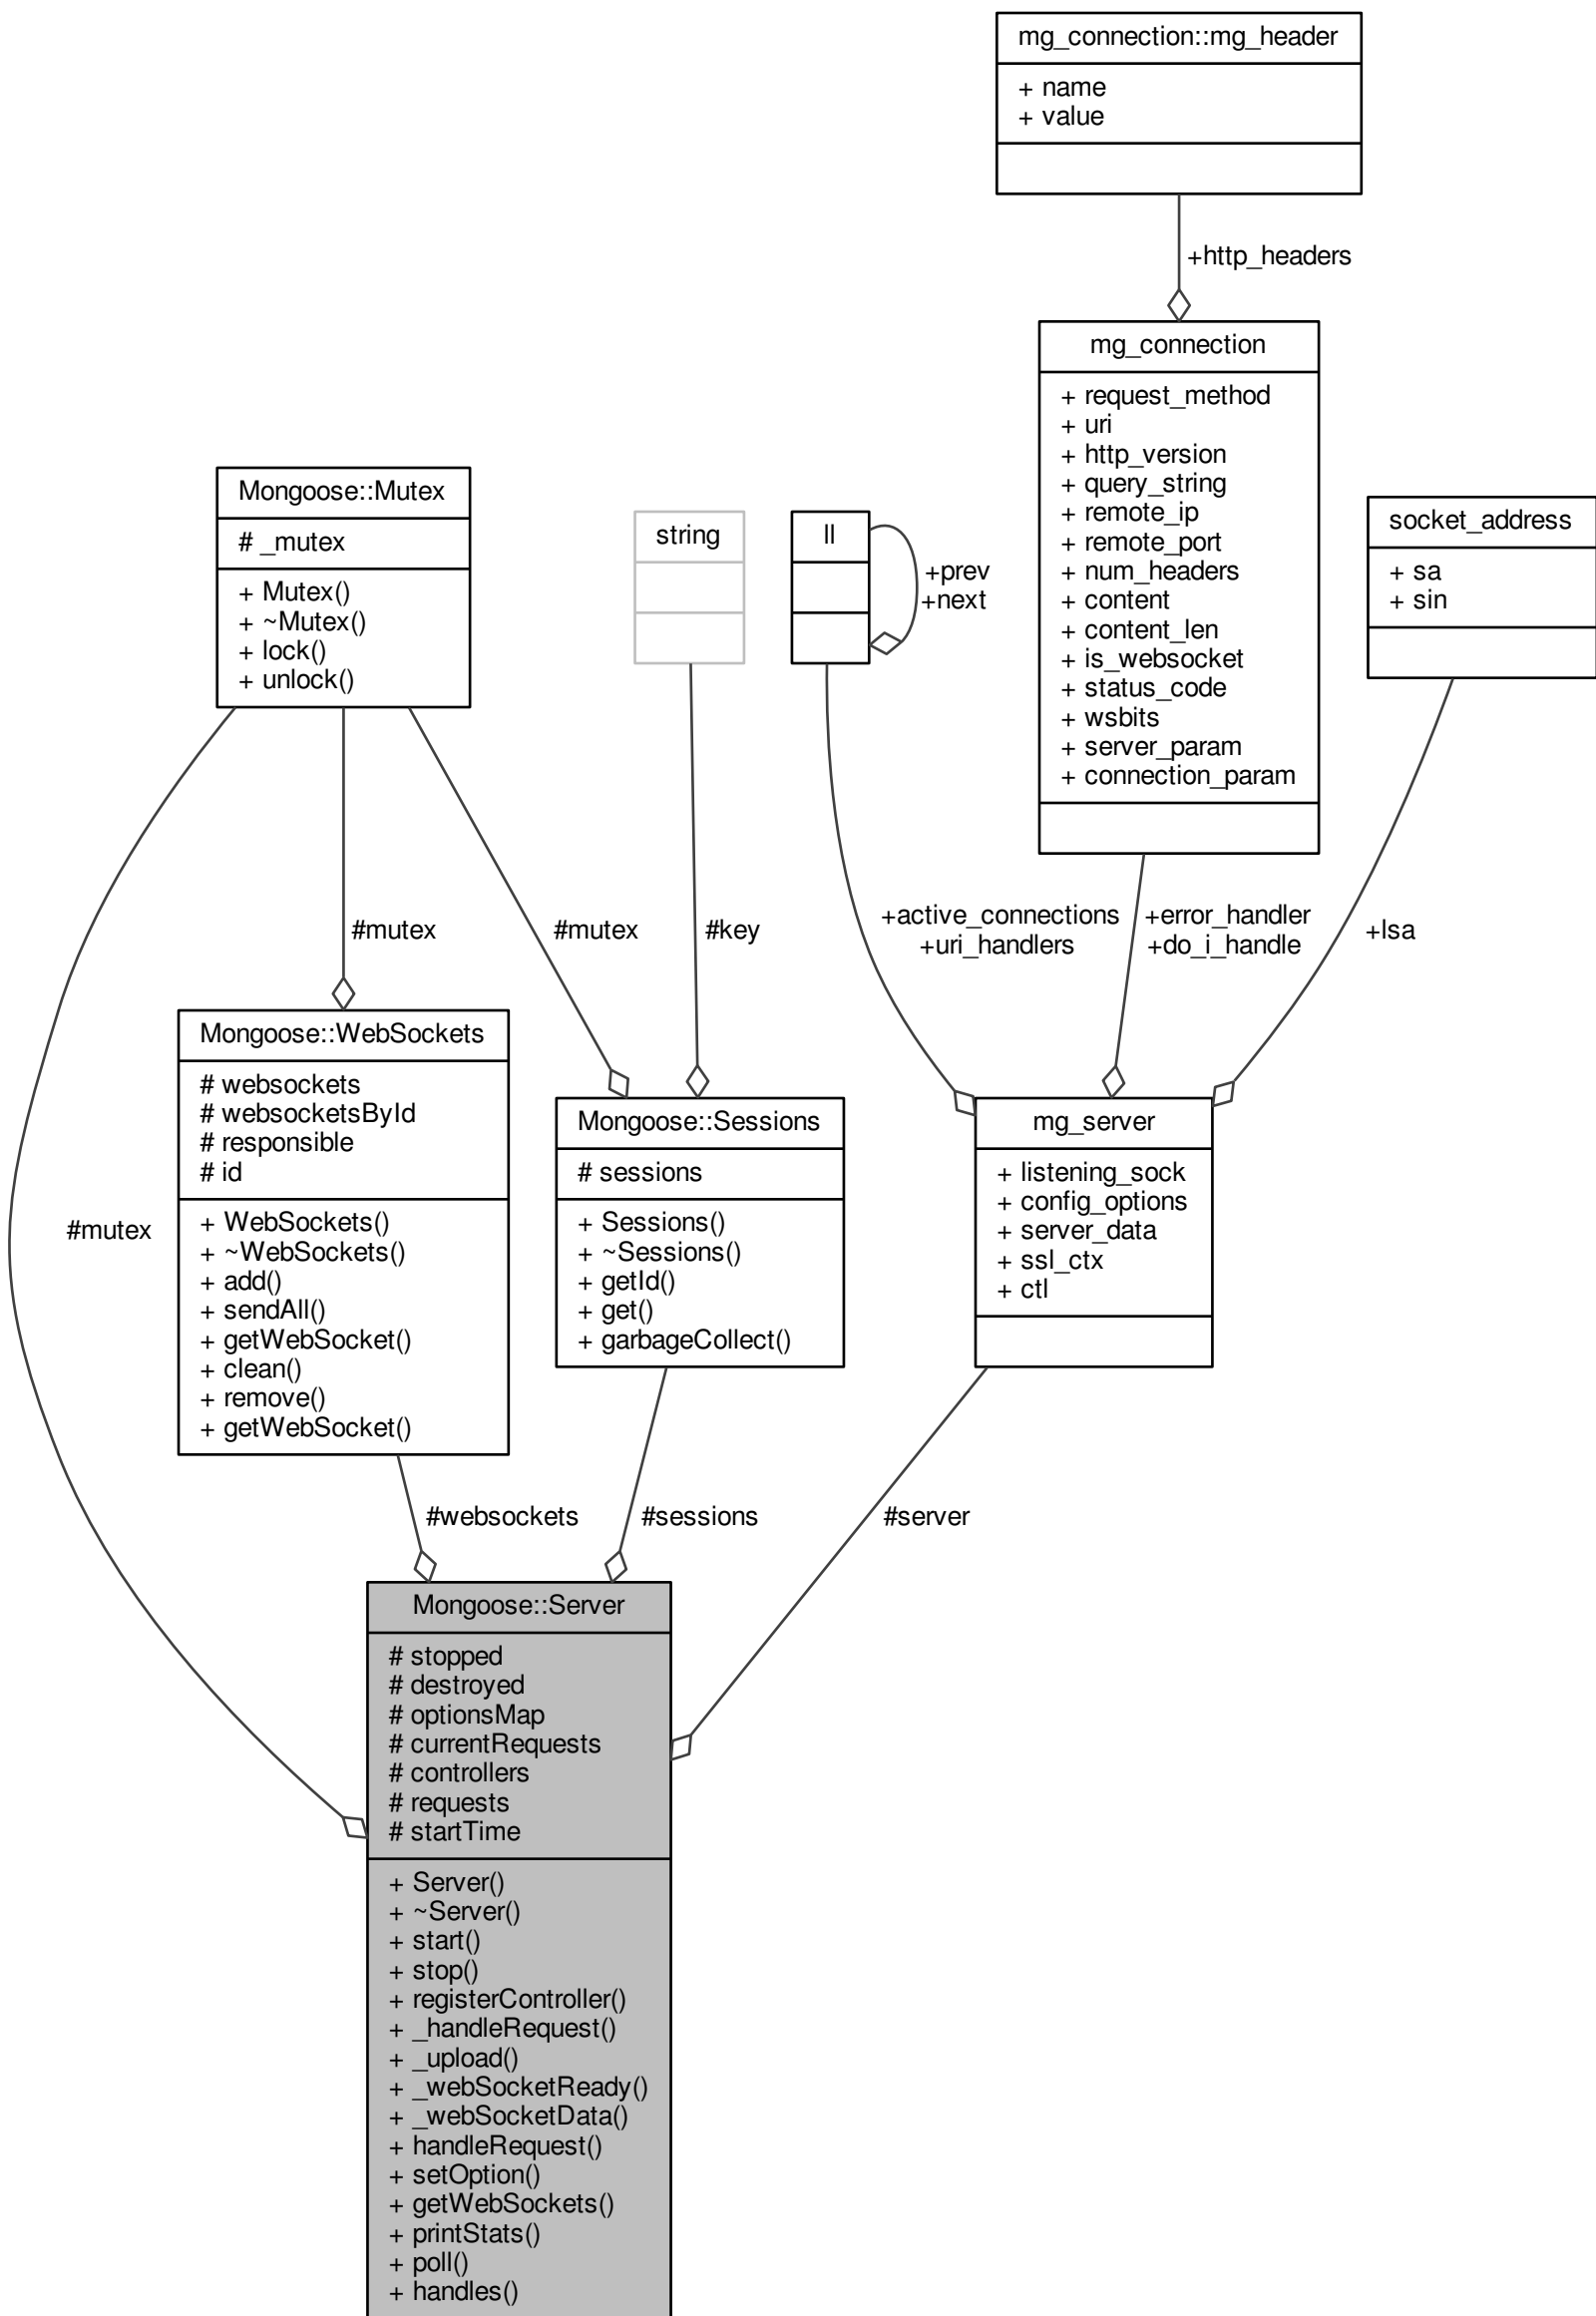 mg_connection::mg_header
+ name
+ value
+http_headers
mg_connection
+ request_method
+ uri
+ http_version
+ query_string
+ remote_ip
+ remote_port
+ num_headers
+ content
+ content_len
+ is_websocket
+ status_code
+ wsbits
+ server_param
+ connection_param
Mongoose::Mutex
# _mutex
+ Mutex()
+ ~Mutex()
+ lock()
+ unlock()
string
ll
+prev
+next
socket_address
+ sa
+ sin
#mutex
#mutex
#key
+active_connections
+uri_handlers
+error_handler
+do_i_handle
+lsa
Mongoose::WebSockets
# websockets
# websocketsById
# responsible
# id
+ WebSockets()
+ ~WebSockets()
+ add()
+ sendAll()
+ getWebSocket()
+ clean()
+ remove()
+ getWebSocket()
Mongoose::Sessions
# sessions
+ Sessions()
+ ~Sessions()
+ getId()
+ get()
+ garbageCollect()
mg_server
+ listening_sock
+ config_options
+ server_data
+ ssl_ctx
+ ctl
#mutex
#websockets
#sessions
#server
Mongoose::Server
# stopped
# destroyed
# optionsMap
# currentRequests
# controllers
# requests
# startTime
+ Server()
+ ~Server()
+ start()
+ stop()
+ registerController()
+ _handleRequest()
+ _upload()
+ _webSocketReady()
+ _webSocketData()
+ handleRequest()
+ setOption()
+ getWebSockets()
+ printStats()
+ poll()
+ handles()